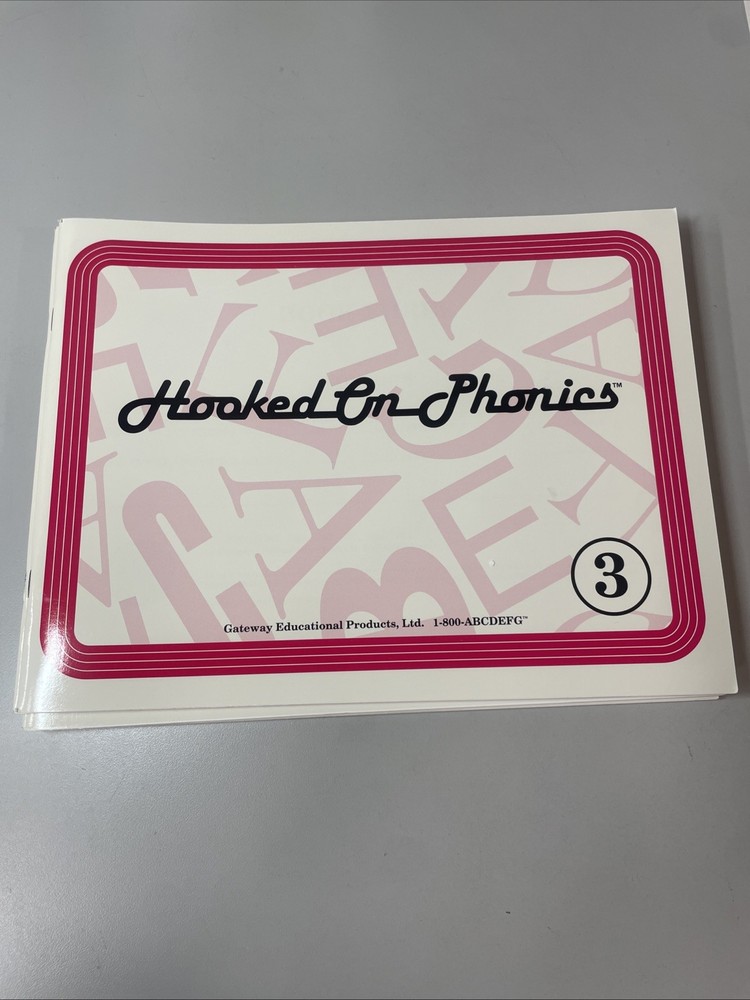 Hooked On Phonics™
3
Gateway Educational Products, Ltd. 1-800-ABCDEFG™